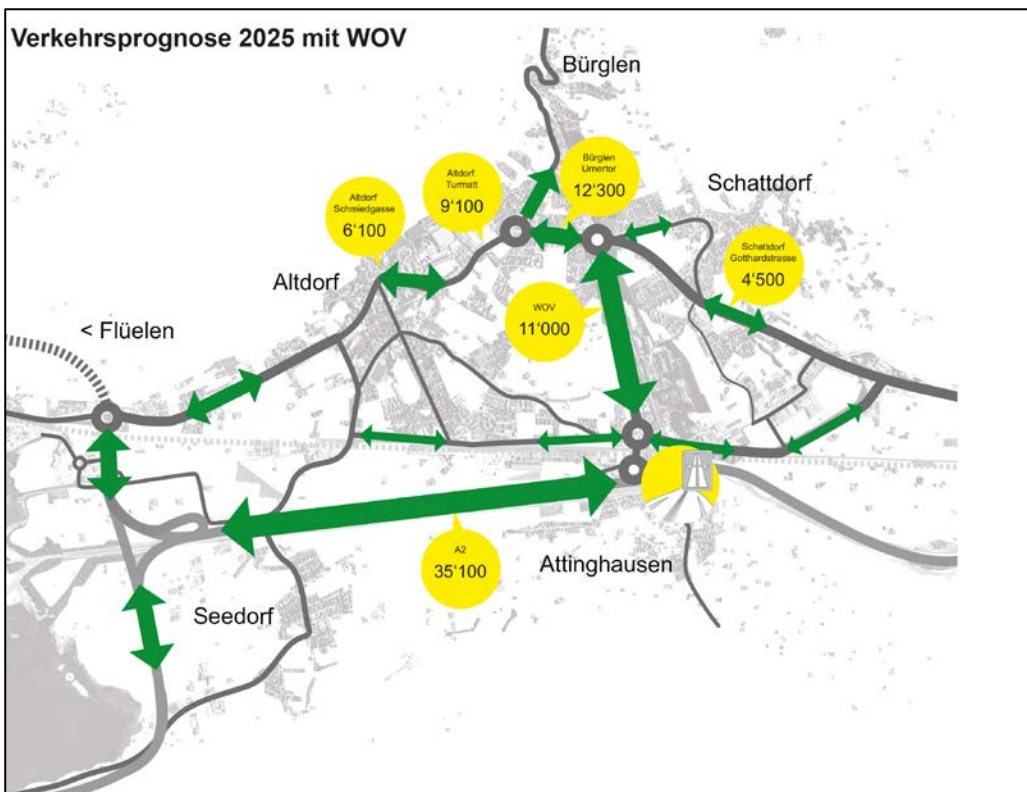 Verkehrsprognose 2025 mit WOV
Bürglen
Bürglen
Urnertor
12'300
Altdorf
Turmatt
9'100
Schattdorf
Altdorf
Schmiedgasse
6'100
Schattdorf
Gotthardstrasse
4'500
Altdorf
WOV
11'000
< Flüelen
A2
35'100
Attinghausen
Seedorf